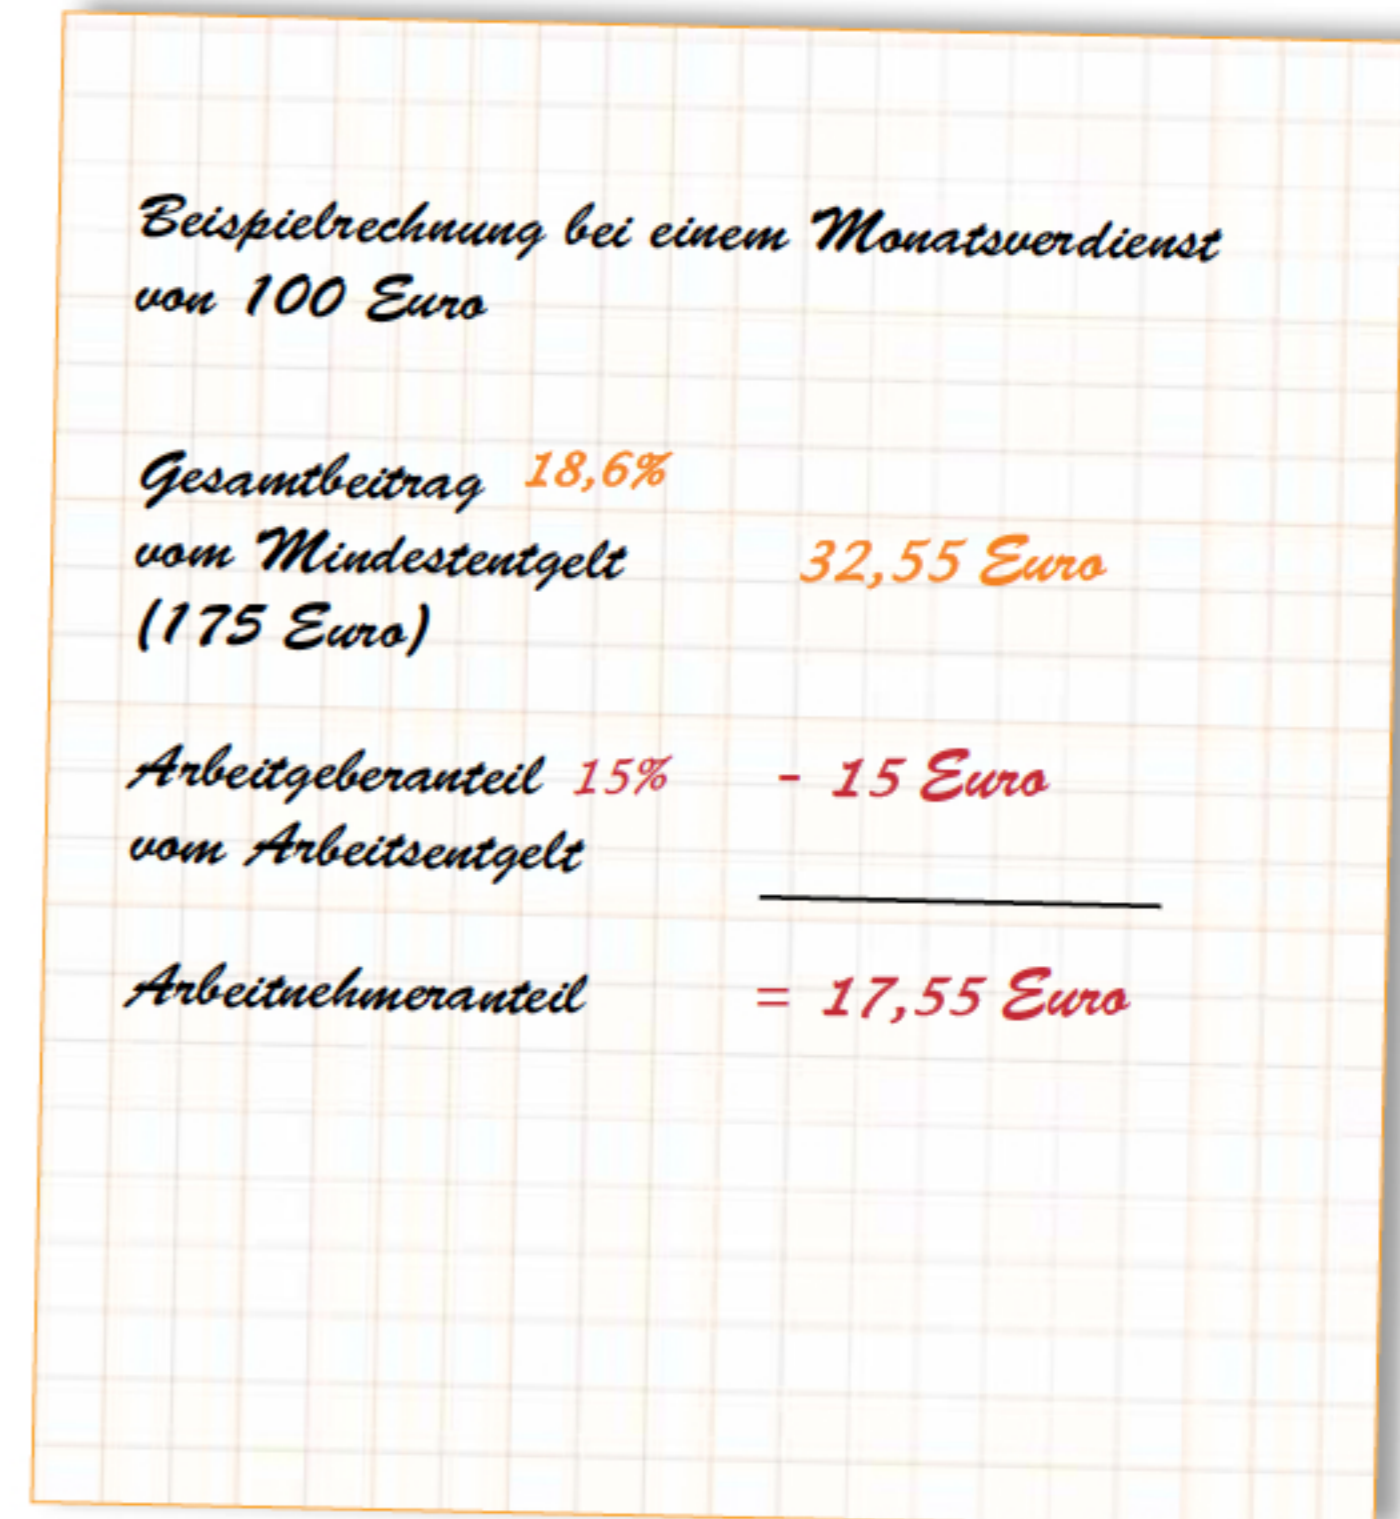 Beispielrechnung bei einem Monatsverdienst
von 100 Euro
Gesamtbeitrag 18,6%
vom Mindestentgelt 32,55 Euro
(175 Euro)
Arbeitgeberanteil 15% - 15 Euro
vom Arbeitsentgelt
Arbeitnehmeranteil = 17,55 Euro